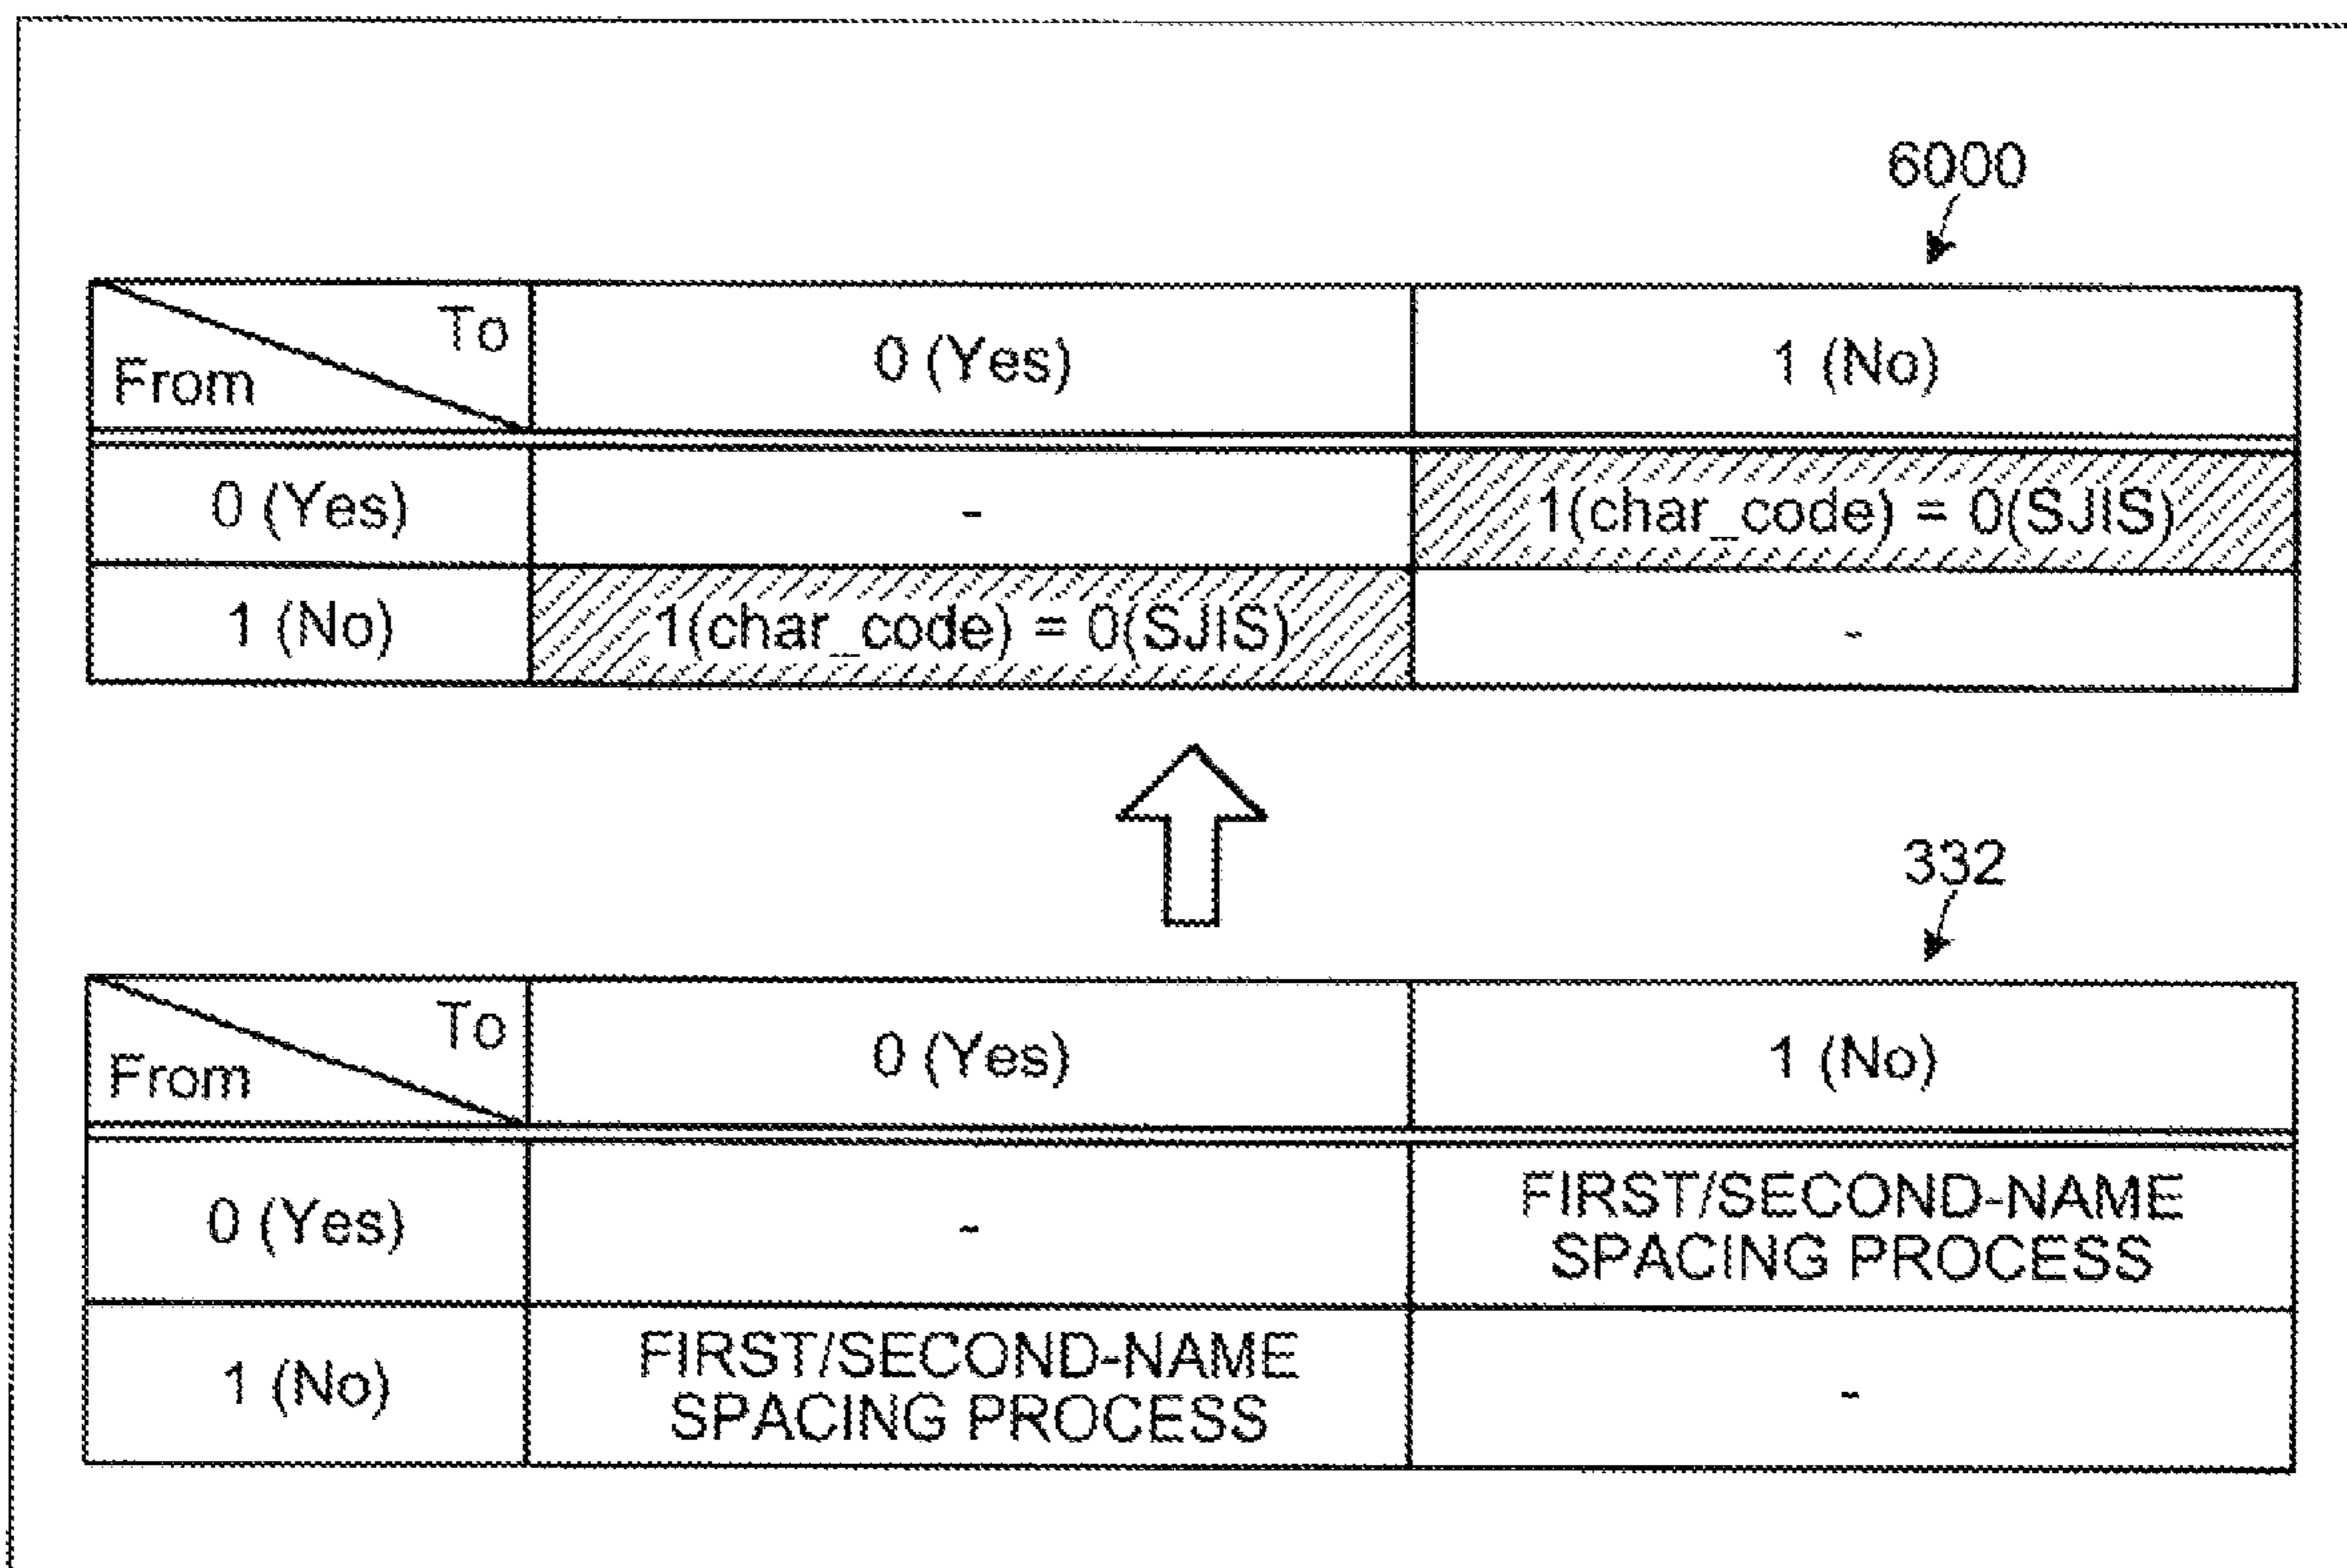 6000
To
From
0 (Yes)
1 (No)
0 (Yes)
-
1(char_code) = 0(SJIS)
1 (No)
1(char_code) = 0(SJIS)
-
332
To
From
0 (Yes)
1 (No)
0 (Yes)
-
FIRST/SECOND-NAME
SPACING PROCESS
1 (No)
FIRST/SECOND-NAME
SPACING PROCESS
-